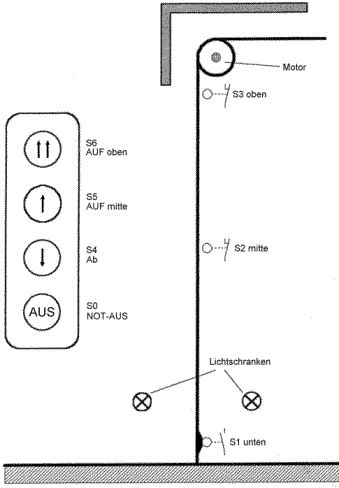 Motor
S3 oben
S6
AUF oben
S5
AUF mitte
S2 mitte
S4
Ab
AUS
S0
NOT-AUS
Lichtschranken
S1 unten